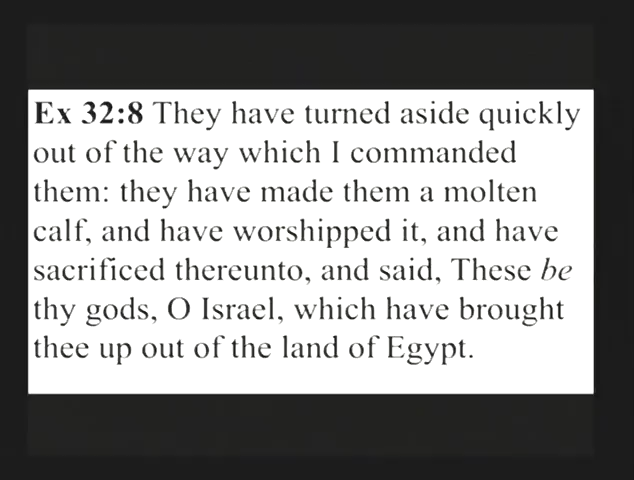 Ex 32:8 They have turned aside quickly
out of the way which I commanded
them: they have made them a molten
calf, and have worshipped it, and have
sacrificed thereunto, and said, These be
thy gods, O Israel, which have brought
thee up out of the land of Egypt.